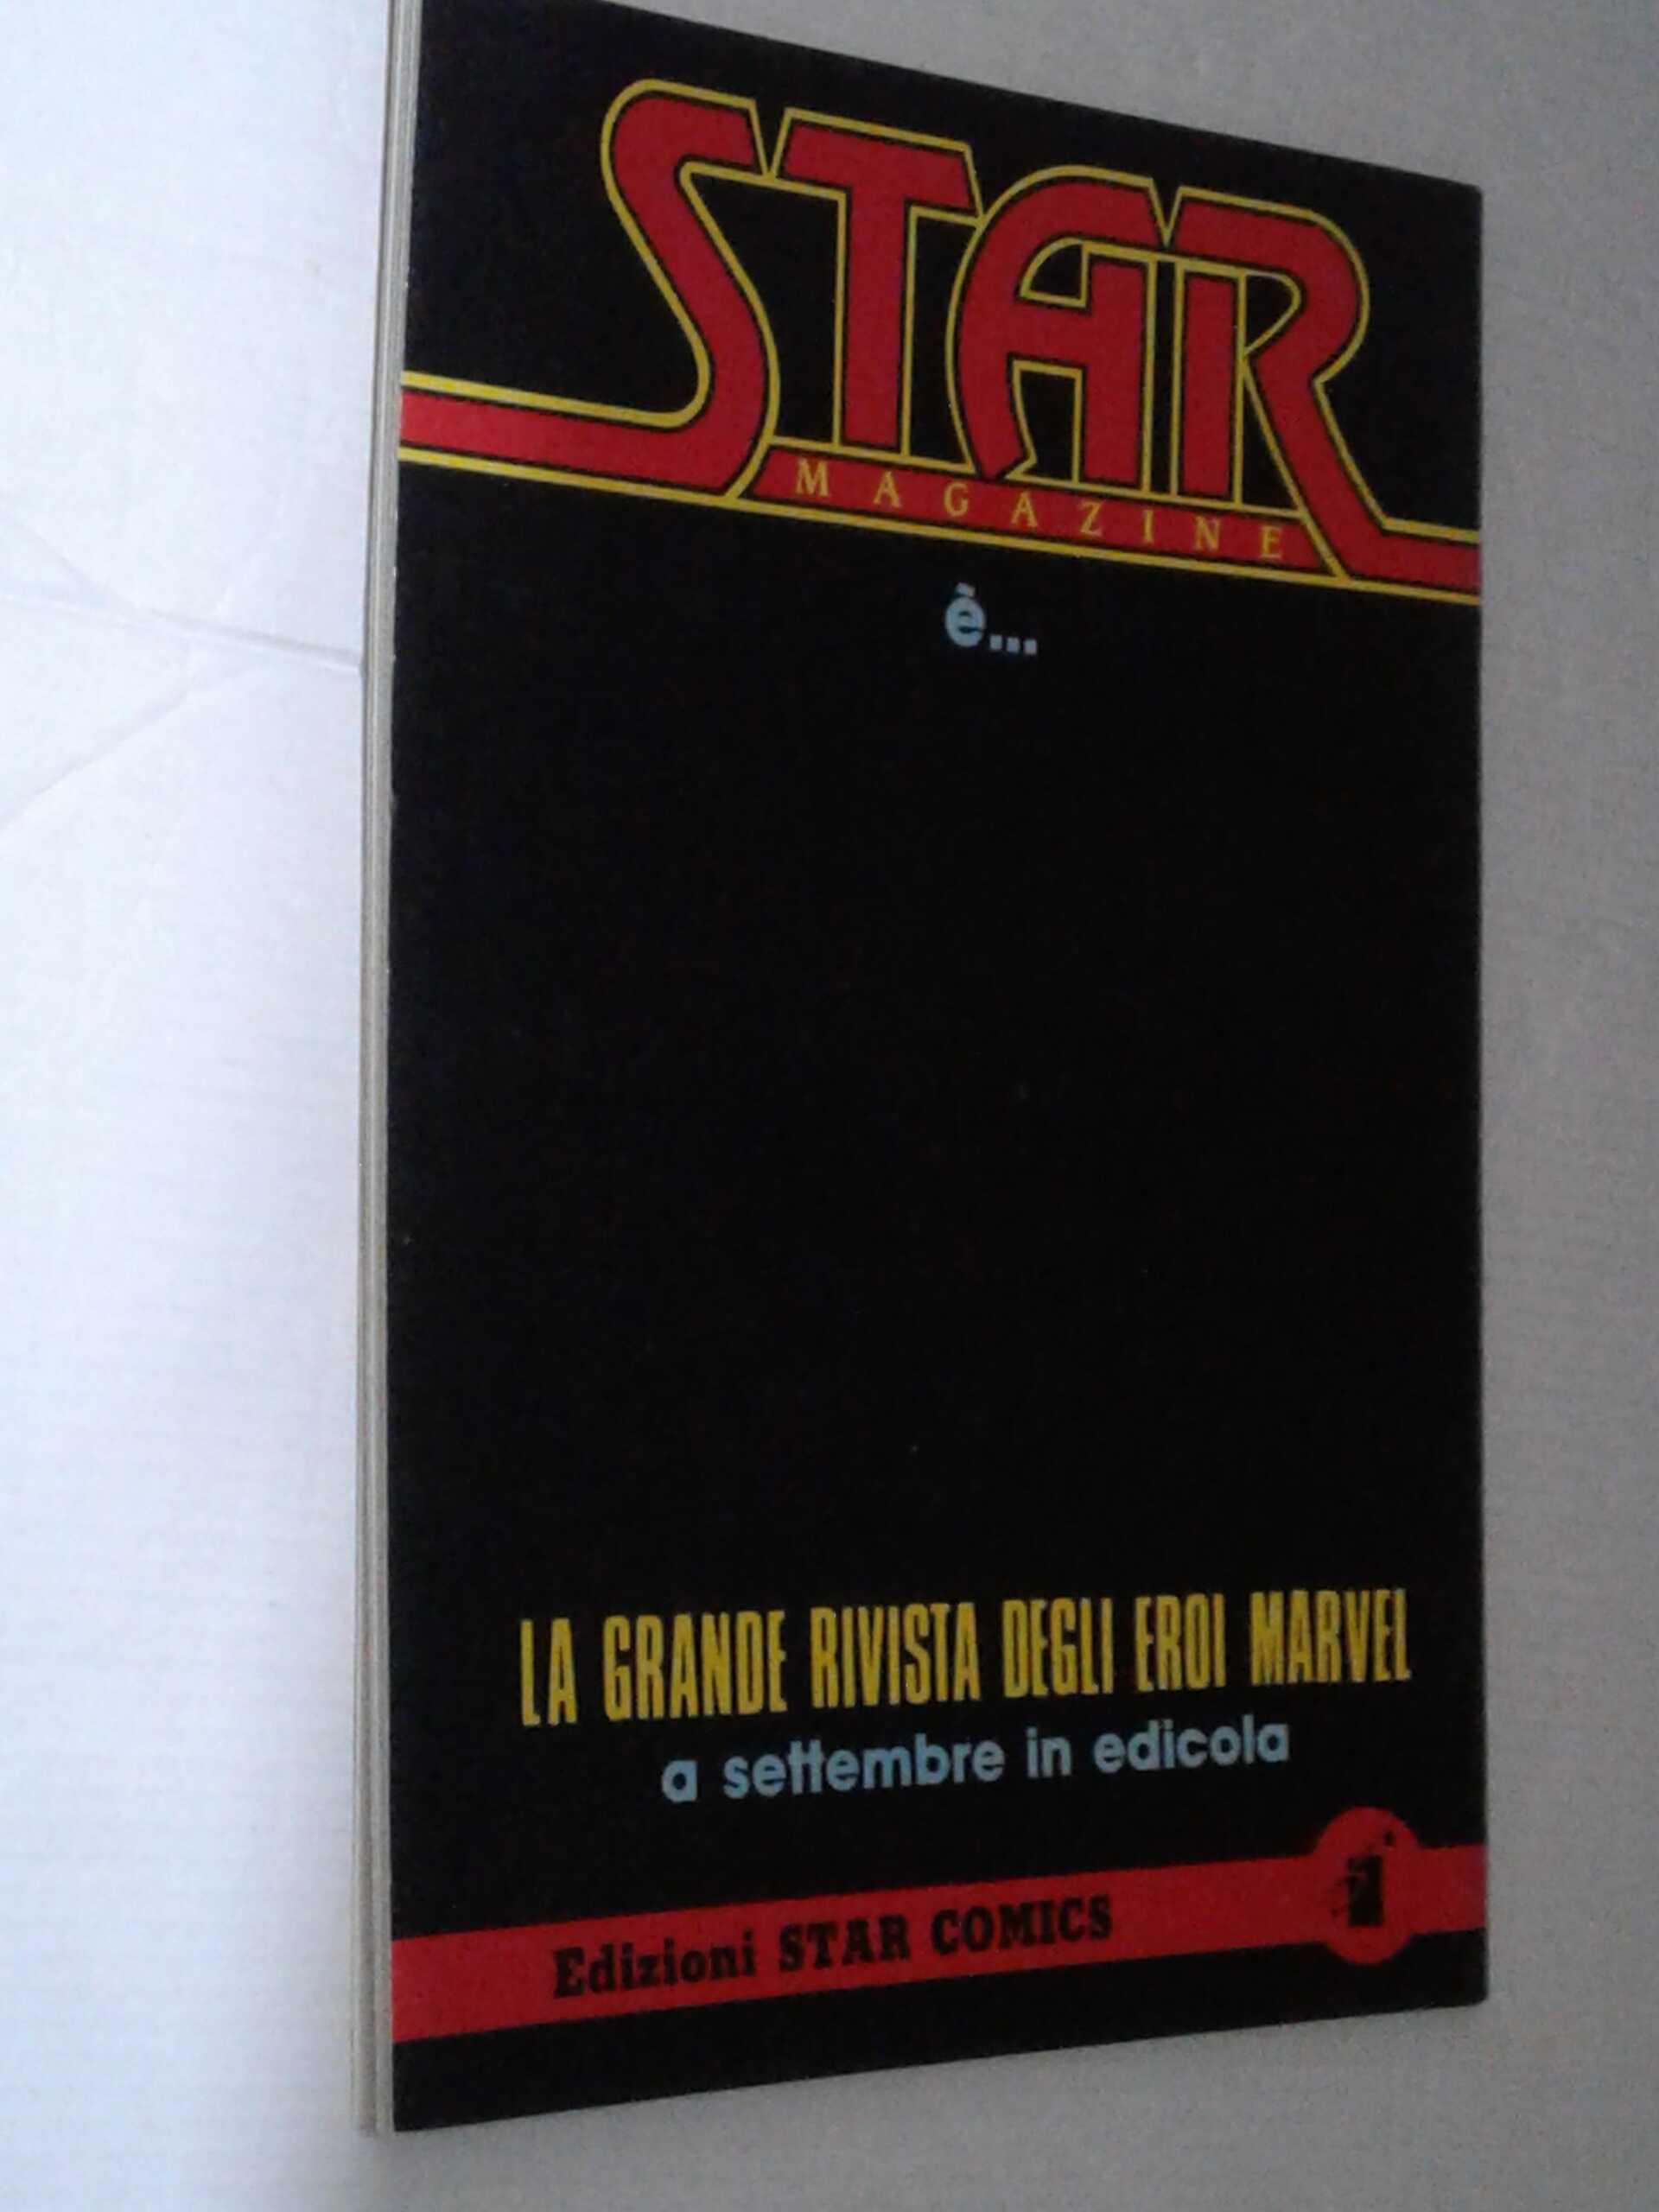 STAR
MAGAZINE
è...
LA GRANDE RIVISTA DEGLI EROI MARVEL
a settembre in edicola
Edizioni STAR COMICS